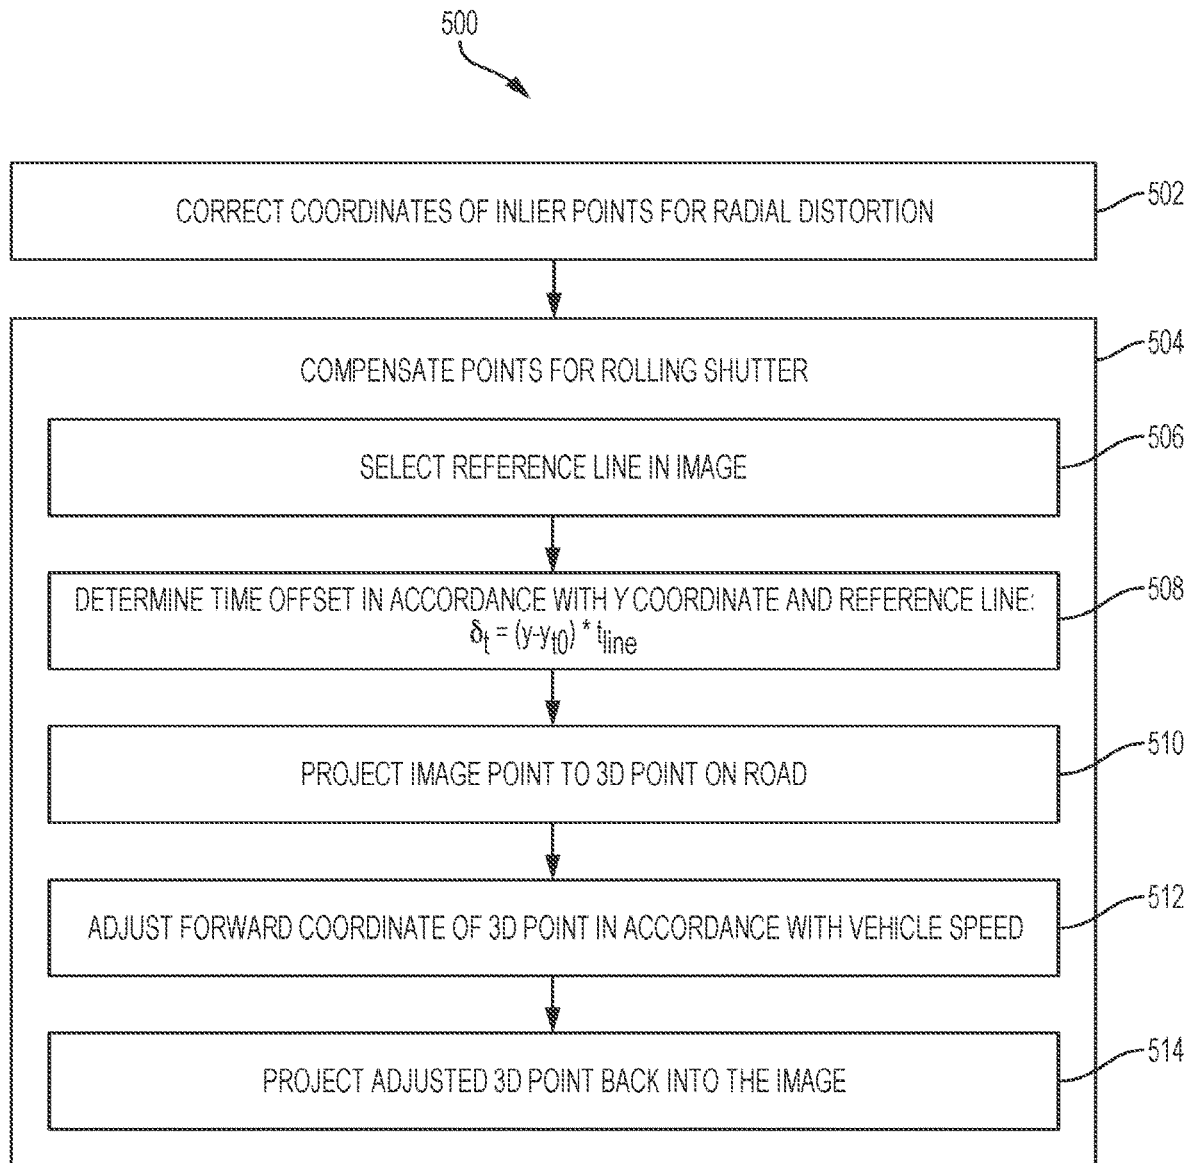 500
CORRECT COORDINATES OF INLIER POINTS FOR RADIAL DISTORTION
502
COMPENSATE POINTS FOR ROLLING SHUTTER
504
SELECT REFERENCE LINE IN IMAGE
506
DETERMINE TIME OFFSET IN ACCORDANCE WITH Y COORDINATE AND REFERENCE LINE:
δt = (y-yt0) * tline
508
PROJECT IMAGE POINT TO 3D POINT ON ROAD
510
ADJUST FORWARD COORDINATE OF 3D POINT IN ACCORDANCE WITH VEHICLE SPEED
512
PROJECT ADJUSTED 3D POINT BACK INTO THE IMAGE
514